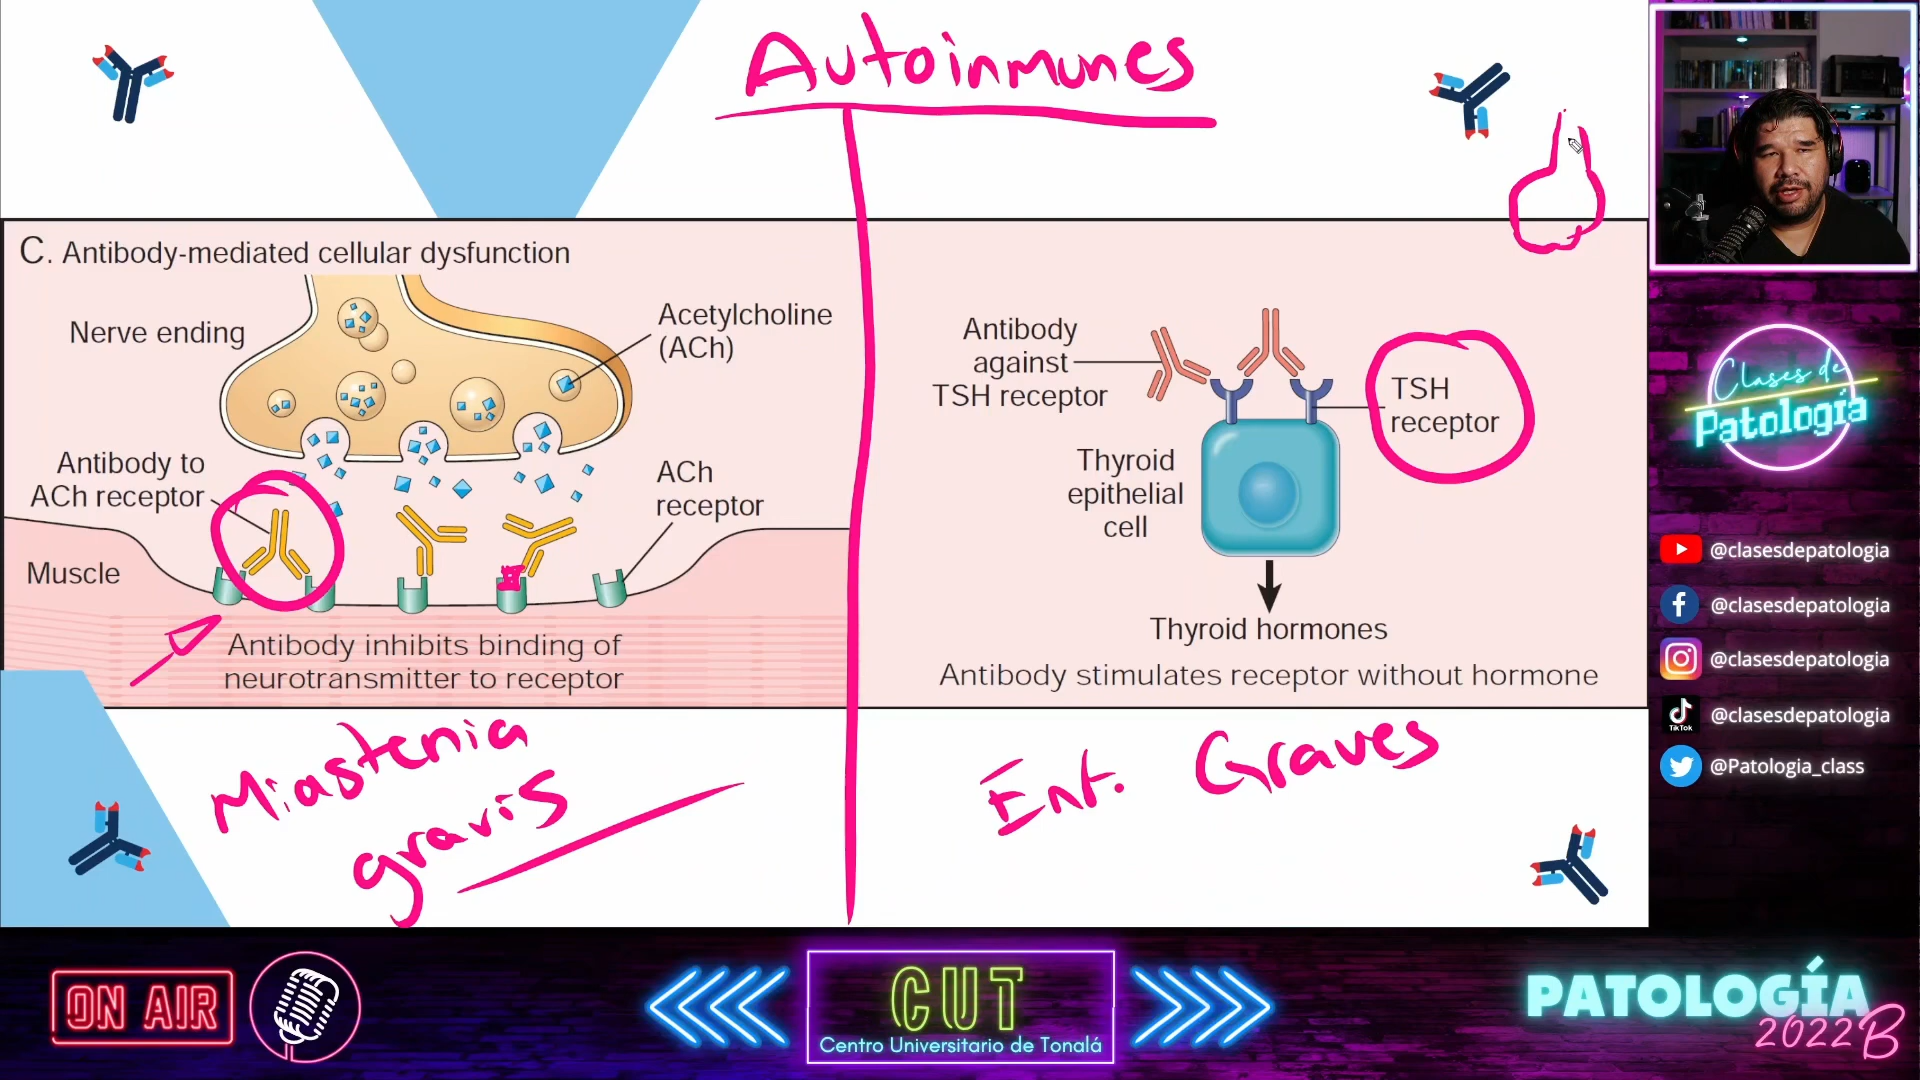 Autoinmunes
C. Antibody-mediated cellular dysfunction
Nerve ending
Acetylcholine
(ACh)
Antibody to
ACh receptor
ACh
receptor
Muscle
Antibody inhibits binding of
neurotransmitter to receptor
Antibody
against
TSH receptor
TSH
receptor
Thyroid
epithelial
cell
Thyroid hormones
Antibody stimulates receptor without hormone
Miastenia
gravis
Enf. Graves
Clases de
Patología
@clasesdepatologia
@clasesdepatologia
@clasesdepatologia
TikTok
@clasesdepatologia
@Patologia_class
ON AIR
CUT
Centro Universitario de Tonalá
PATOLOGÍA
2022B